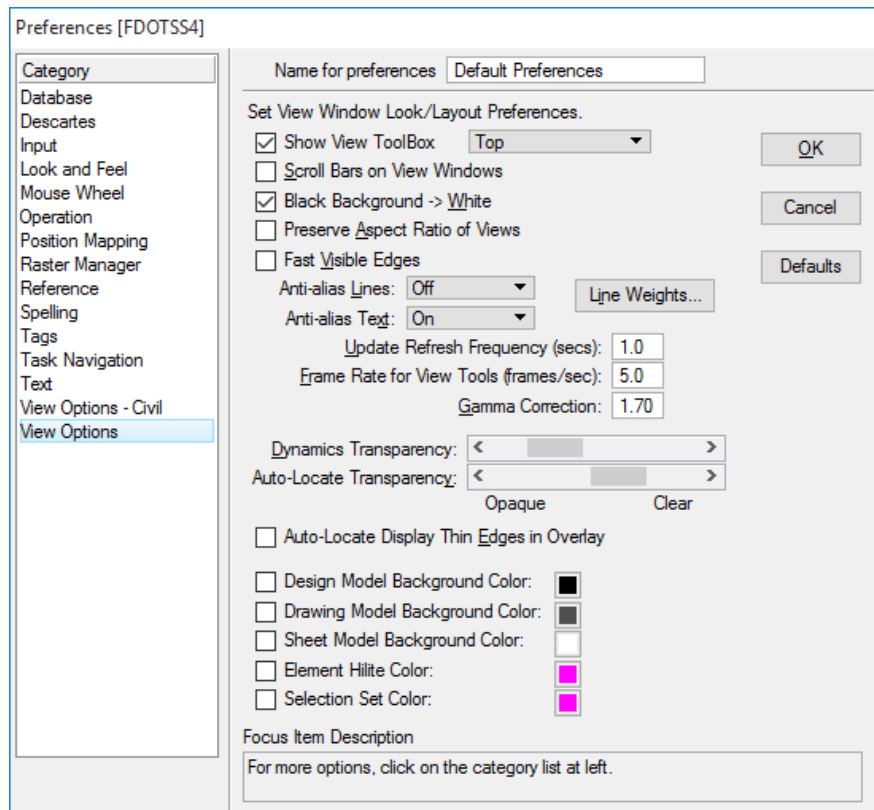 Preferences [FDOTSS4]
Category
Database
Descartes
Input
Look and Feel
Mouse Wheel
Operation
Position Mapping
Raster Manager
Reference
Spelling
Tags
Task Navigation
Text
View Options - Civil
View Options
Name for preferences Default Preferences
Set View Window Look/Layout Preferences.
Show View ToolBox Top
Scroll Bars on View Windows
Black Background -> White
Preserve Aspect Ratio of Views
Fast Visible Edges
Anti-alias Lines: Off
Line Weights...
Anti-alias Text: On
Update Refresh Frequency (secs): 1.0
Frame Rate for View Tools (frames/sec): 5.0
Gamma Correction: 1.70
Dynamics Transparency:
Auto-Locate Transparency:
Opaque Clear
Auto-Locate Display Thin Edges in Overlay
Design Model Background Color:
Drawing Model Background Color:
Sheet Model Background Color:
Element Hilite Color:
Selection Set Color:
Focus Item Description
For more options, click on the category list at left.
OK
Cancel
Defaults